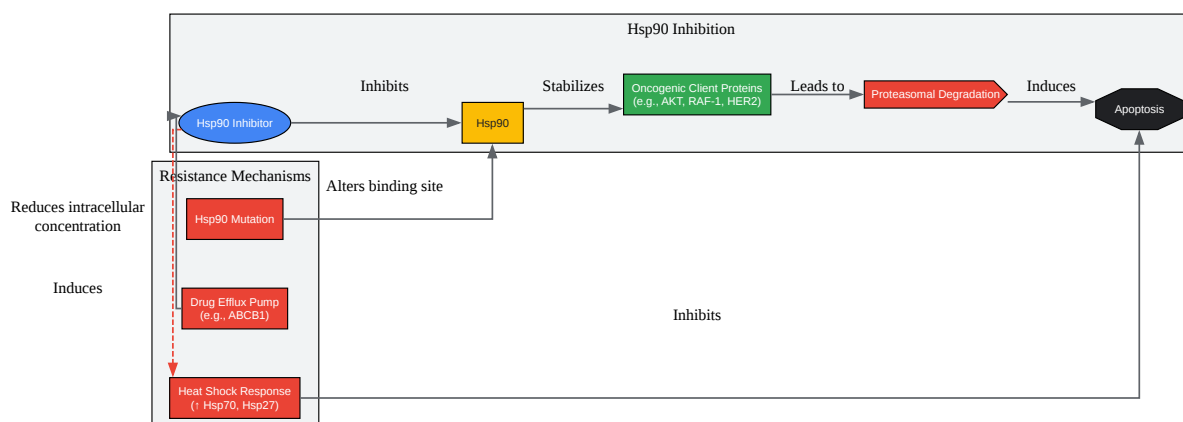 Hsp90 Inhibition
Inhibits
Stabilizes
Oncogenic Client Proteins
(e.g., AKT, RAF-1, HER2)
Leads to
Proteasomal Degradation
Induces
Apoptosis
Hsp90 Inhibitor
Hsp90
Resistance Mechanisms
Alters binding site
Reduces intracellular
concentration
Hsp90 Mutation
Induces
Drug Efflux Pump
(e.g., ABCB1)
Inhibits
Heat Shock Response
(↑ Hsp70, Hsp27)